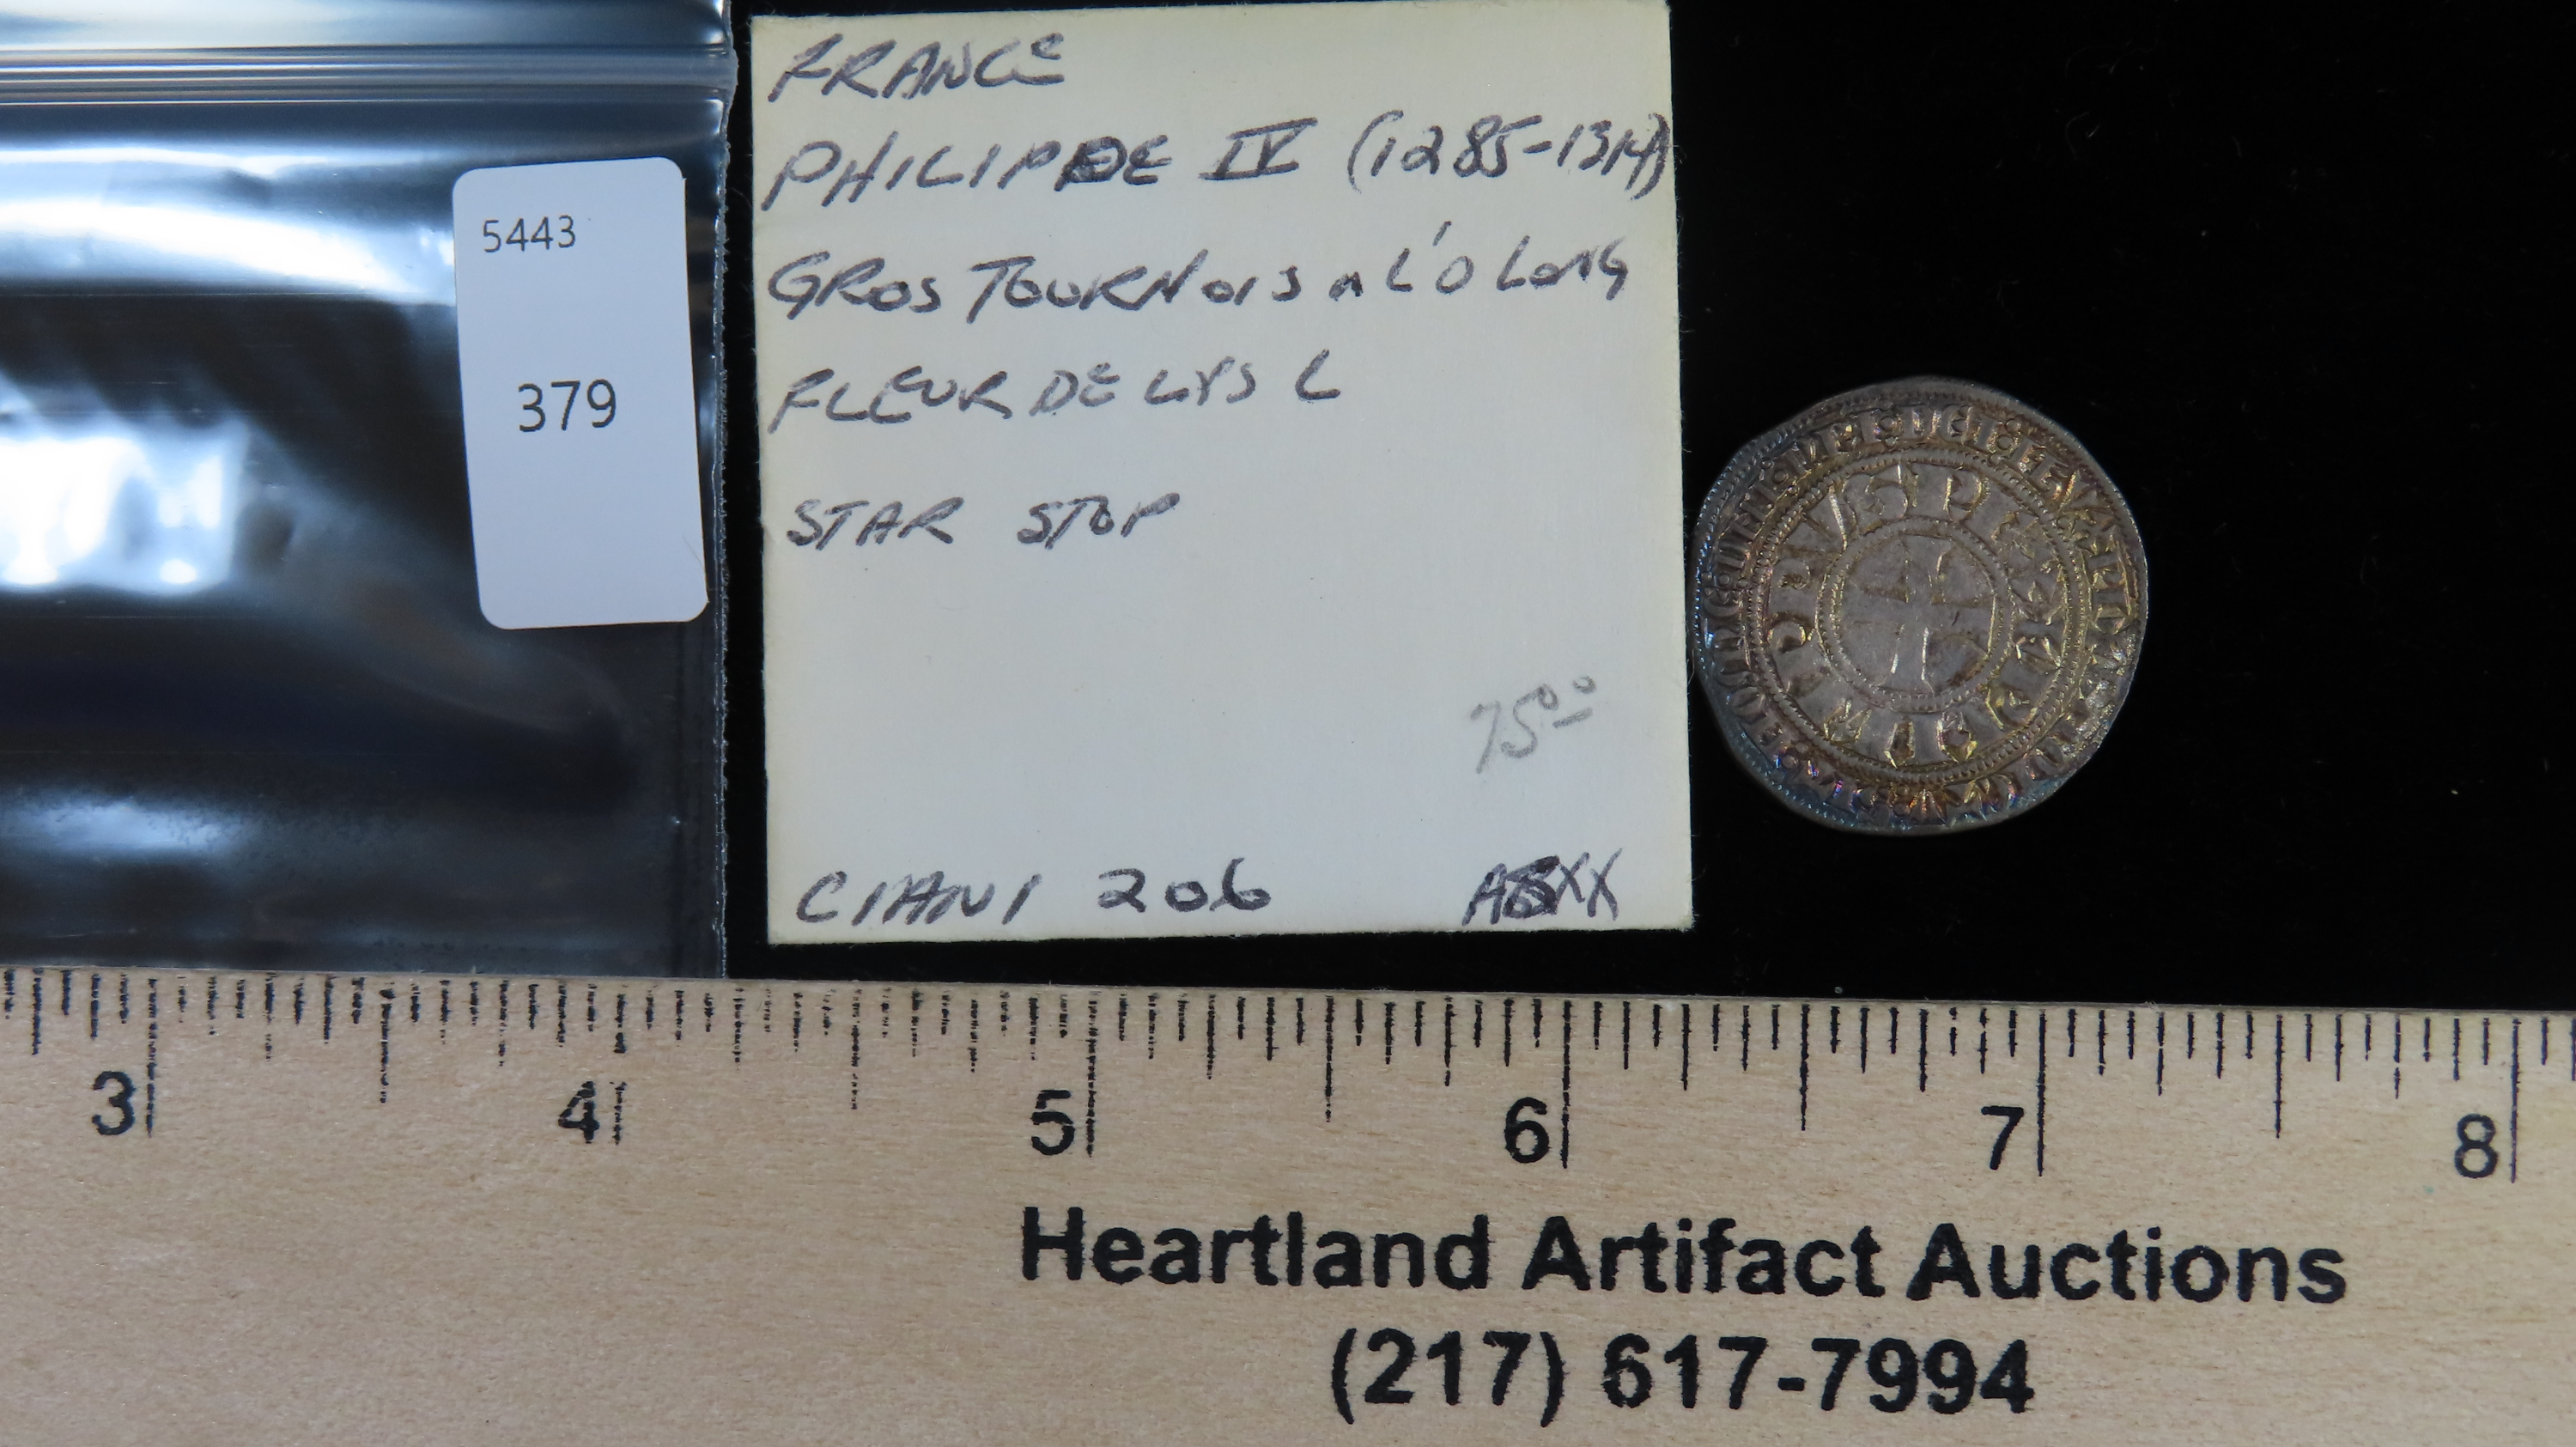 5443
379
FRANCE
PHILIPPE IV (1285-1314)
GROS TOURNOIS A L'O LONG
FLEUR DE LYS L
STAR STOP
75⁰⁰
CIANI 206
3 4 5 6 7 8
Heartland Artifact Auctions
(217) 617-7994